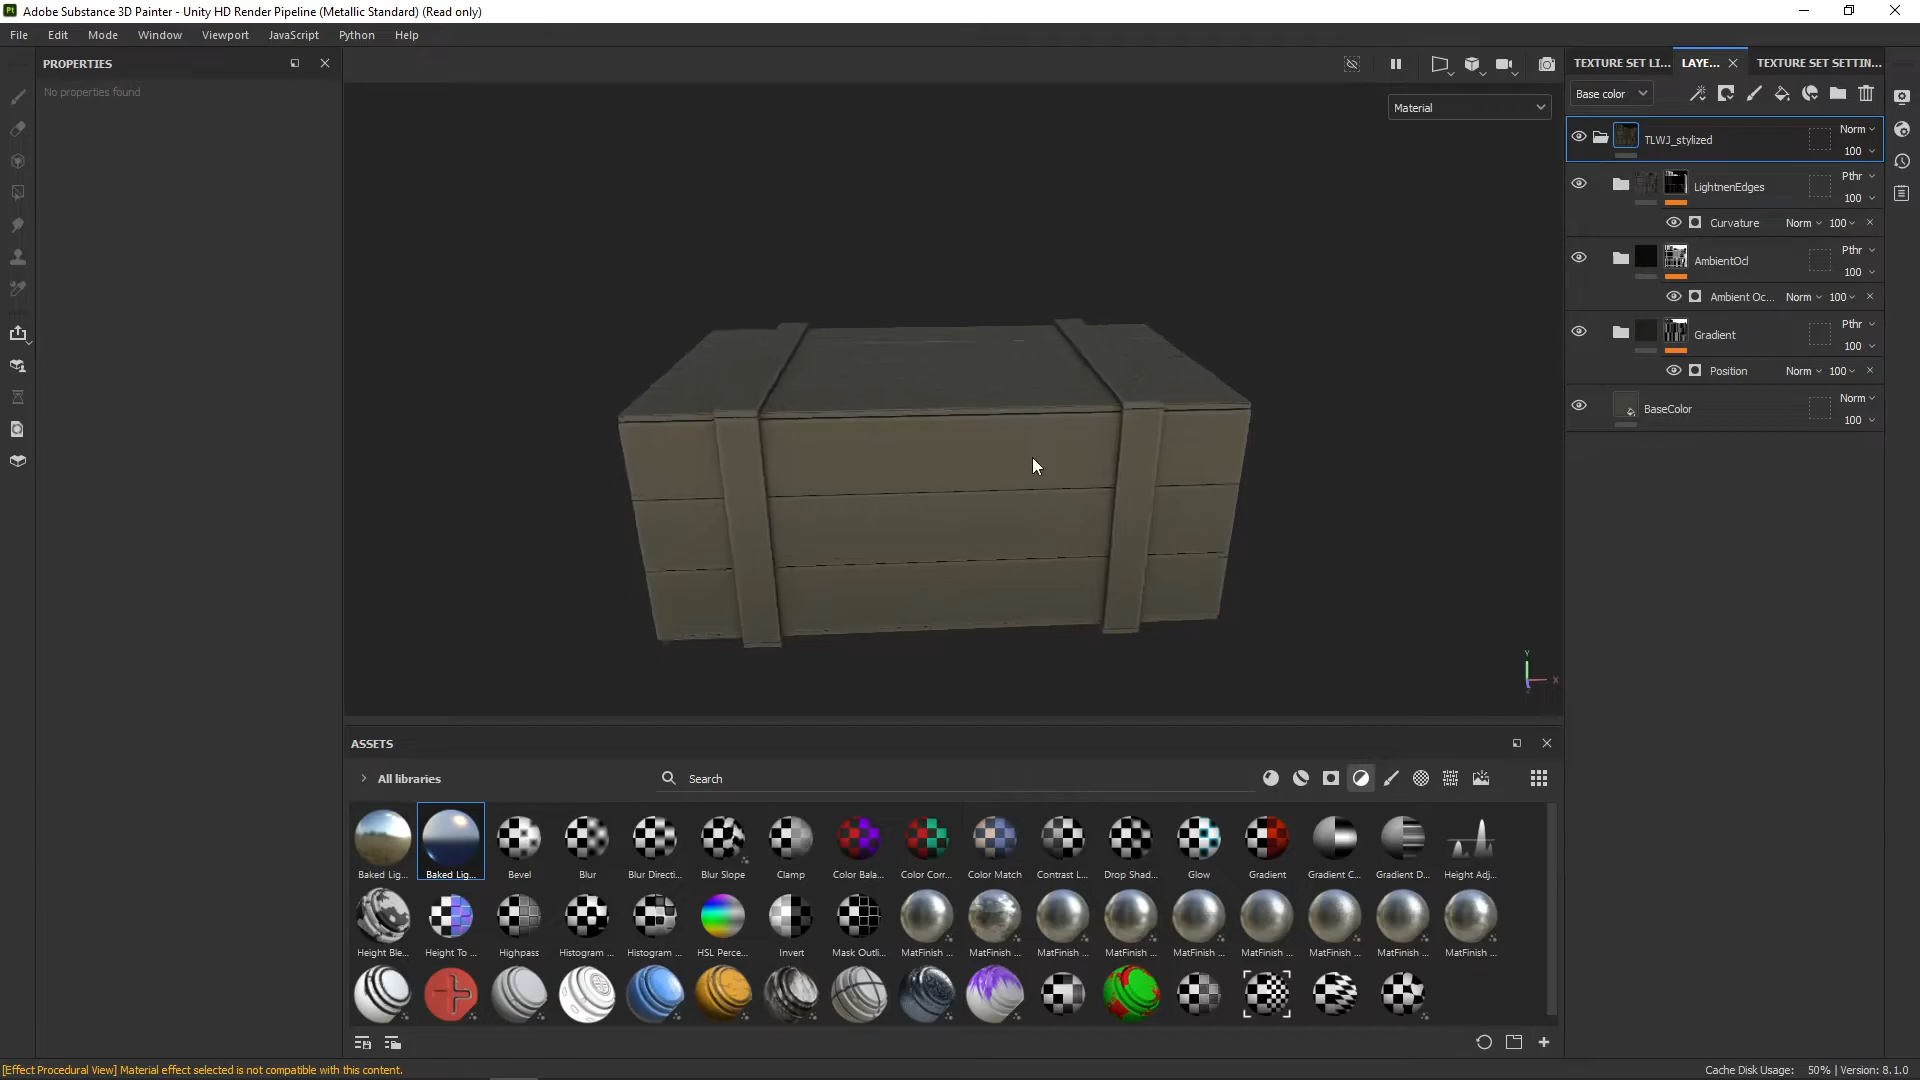 Adobe Substance 3D Painter - Unity HD Render Pipeline (Metallic Standard) (Read only)
File Edit Mode Window Viewport JavaScript Python Help
PROPERTIES
No properties found
Material
TEXTURE SET LI... LAYE... TEXTURE SET SETTIN...
Base color
TLWJ_stylized Norm 100
LightnenEdges Pthr 100
Curvature Norm 100
AmbientOcl Pthr 100
Ambient Oc... Norm 100
Gradient Pthr 100
Position Norm 100
BaseColor Norm 100
Y
X
ASSETS
All libraries
Search
Baked Lig... Baked Lig... Bevel Blur Blur Directi... Blur Slope Clamp Color Bala... Color Corr... Color Match Contrast L... Drop Shad... Glow Gradient Gradient C... Gradient D... Height Adj...
Height Ble... Height To ... Highpass Histogram ... Histogram ... HSL Perce... Invert Mask Outli... MatFinish ... MatFinish ... MatFinish ... MatFinish ... MatFinish ... MatFinish ... MatFinish ... MatFinish ... MatFinish ...
[Effect Procedural View] Material effect selected is not compatible with this content.
Cache Disk Usage: 50% | Version: 8.1.0